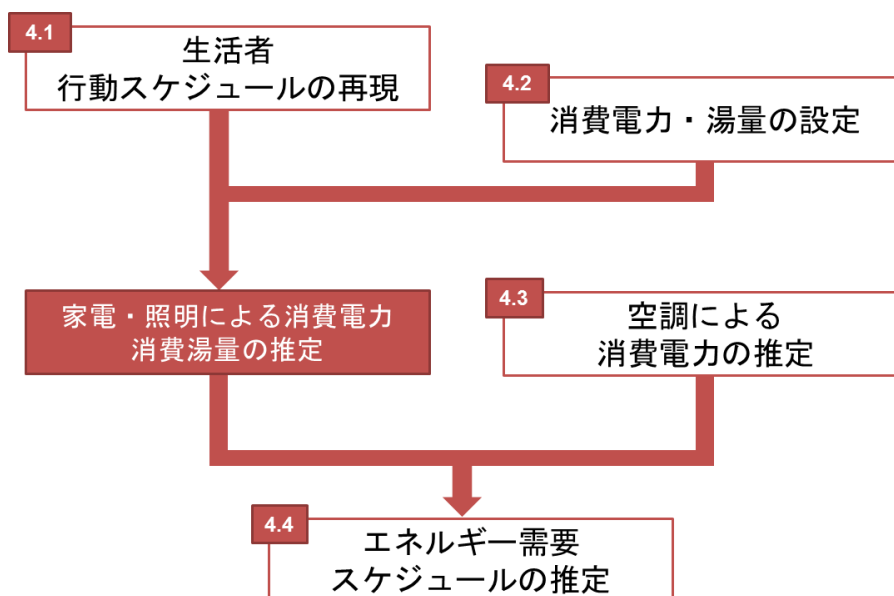 4.1
生活者
行動スケジュールの再現
4.2
消費電力・湯量の設定
家電・照明による消費電力
消費湯量の推定
4.3
空調による
消費電力の推定
4.4
エネルギー需要
スケジュールの推定